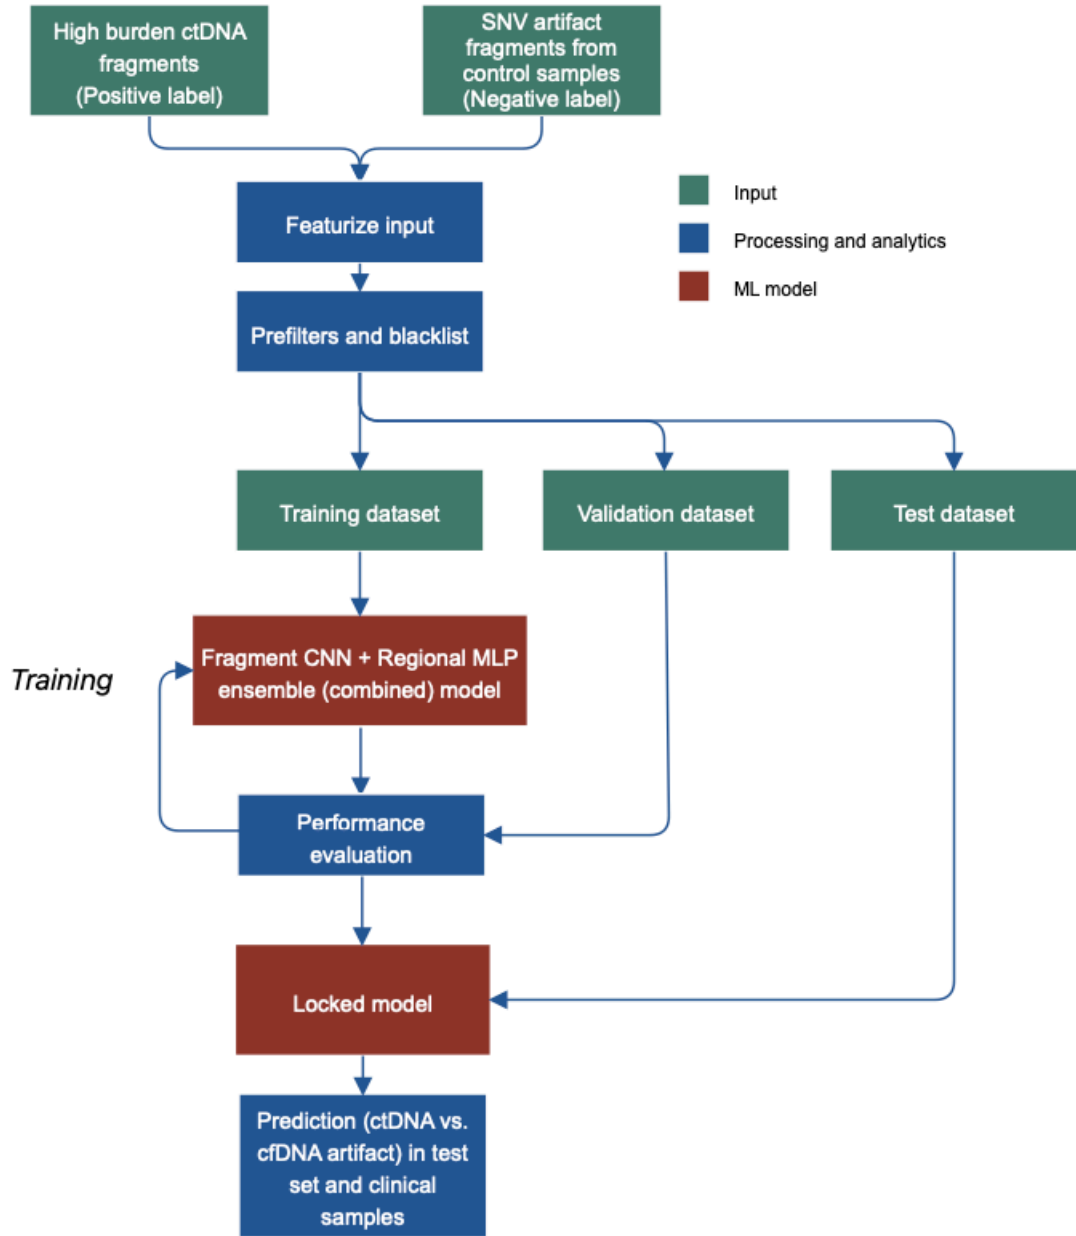 High burden ctDNA
fragments
(Positive label)
SNV artifact
fragments from
control samples
(Negative label)
Featurize input
Input
Processing and analytics
ML model
Prefilters and blacklist
Training dataset
Validation dataset
Test dataset
Training
Fragment CNN + Regional MLP
ensemble (combined) model
Performance
evaluation
Locked model
Prediction (ctDNA vs.
cfDNA artifact) in test
set and clinical
samples